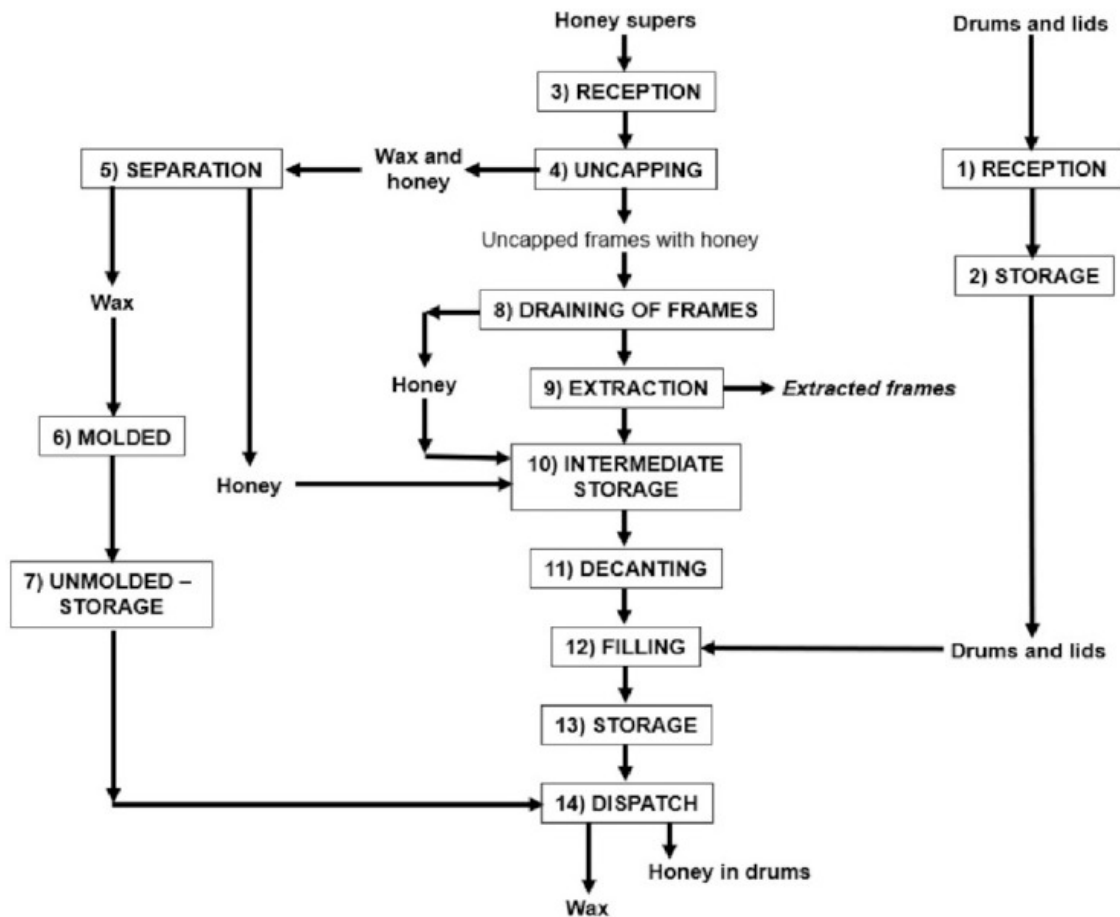 Honey supers
Drums and lids
3) RECEPTION
5) SEPARATION
Wax and
honey
4) UNCAPPING
1) RECEPTION
Uncapped frames with honey
2) STORAGE
Wax
8) DRAINING OF FRAMES
Honey
9) EXTRACTION
Extracted frames
6) MOLDED
10) INTERMEDIATE
STORAGE
Honey
7) UNMOLDED –
STORAGE
11) DECANTING
12) FILLING
Drums and lids
13) STORAGE
14) DISPATCH
Honey in drums
Wax